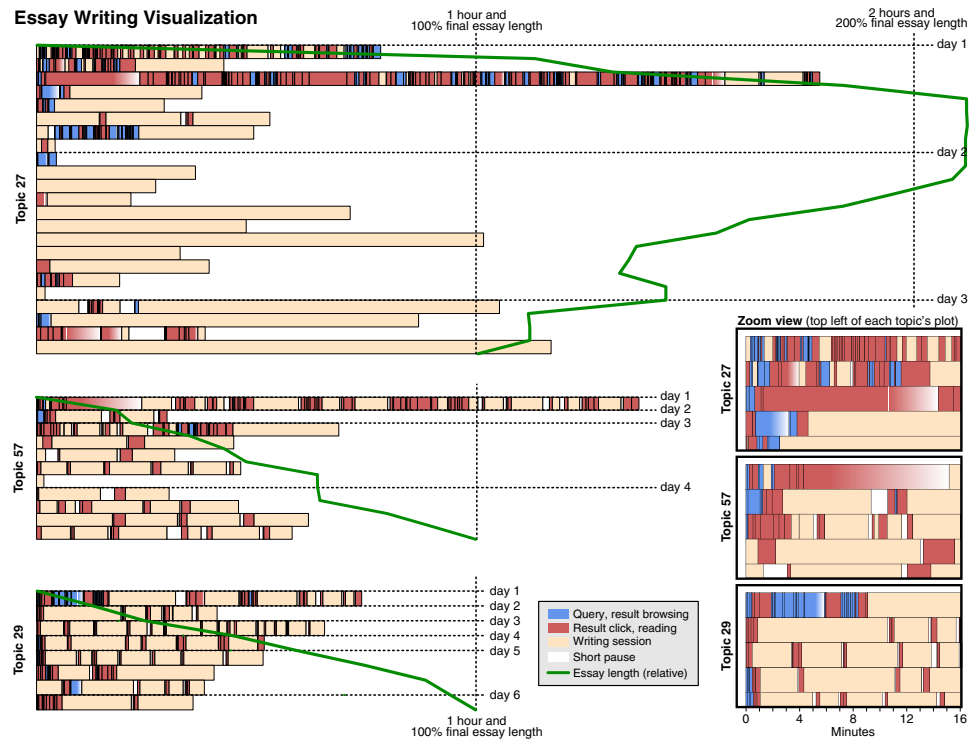 Essay Writing Visualization
1 hour and
100% final essay length
2 hours and
200% final essay length
Topic 27
day 1
day 2
day 3
Zoom view (top left of each topic's plot)
Topic 27
Topic 57
day 1
day 2
day 3
day 4
Topic 57
Topic 29
day 1
day 2
day 3
day 4
day 5
day 6
1 hour and
100% final essay length
Query, result browsing
Result click, reading
Writing session
Short pause
Essay length (relative)
Topic 29
0 4 8 12 16
Minutes